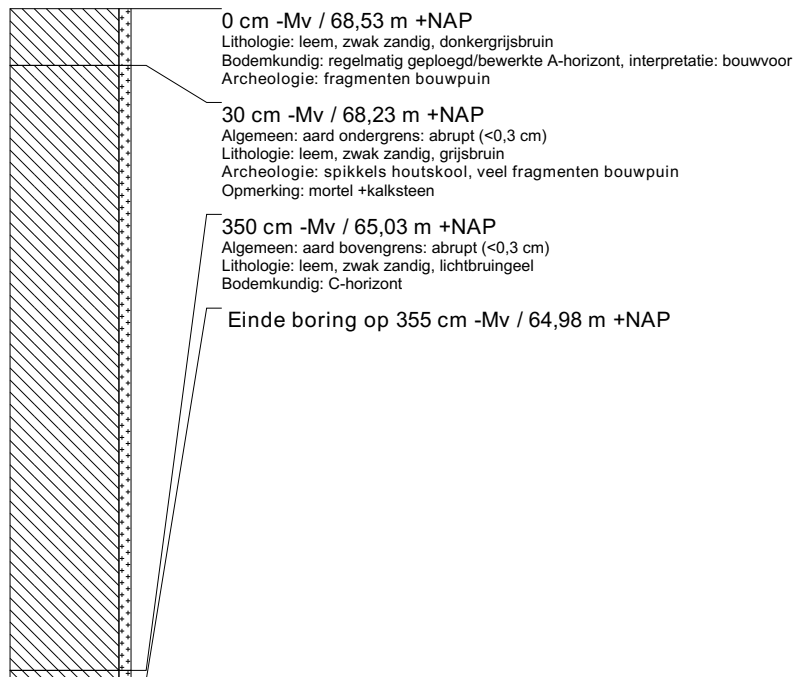 0 cm -Mv / 68,53 m +NAP
Lithologie: leem, zwak zandig, donkergrijsbruin
Bodemkundig: regelmatig geploegd/bewerkte A-horizont, interpretatie: bouwvoor
Archeologie: fragmenten bouwpuin
30 cm -Mv / 68,23 m +NAP
Algemeen: aard ondergrens: abrupt (<0,3 cm)
Lithologie: leem, zwak zandig, grijsbruin
Archeologie: spikkels houtskool, veel fragmenten bouwpuin
Opmerking: mortel +kalksteen
350 cm -Mv / 65,03 m +NAP
Algemeen: aard bovengrens: abrupt (<0,3 cm)
Lithologie: leem, zwak zandig, lichtbruingeel
Bodemkundig: C-horizont
Einde boring op 355 cm -Mv / 64,98 m +NAP